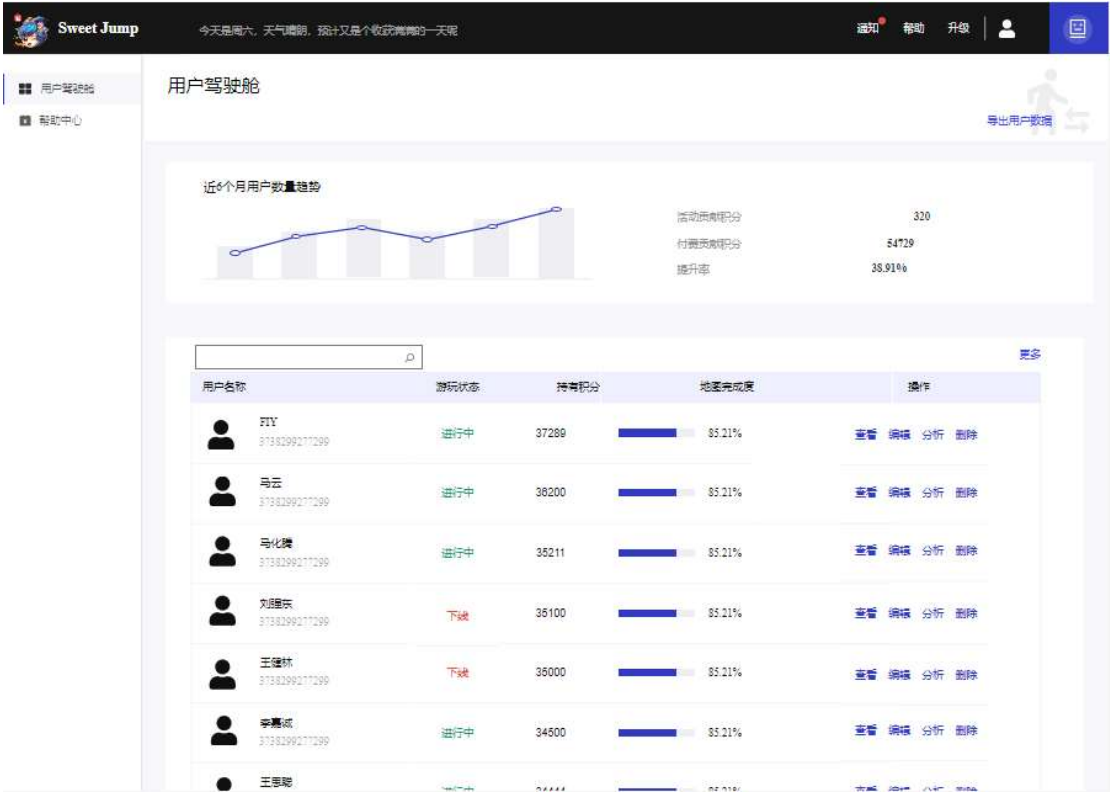 Sweet Jump
今天是周六，天气晴朗，预计又是个收获满满的一天呢
通知 帮助 升级
用户驾驶舱
帮助中心
用户驾驶舱
导出用户数据
近6个月用户数量趋势
活动贡献积分 320
付费贡献积分 54729
提升率 38.91%
更多
用户名称 游玩状态 持有积分 地图完成度 操作
FIY
3738299277299
进行中 37289 85.21% 查看 编辑 分析 删除
马云
3738299277299
进行中 36200 85.21% 查看 编辑 分析 删除
马化腾
3738299277299
进行中 35211 85.21% 查看 编辑 分析 删除
刘强东
3738299277299
下线 35100 85.21% 查看 编辑 分析 删除
王健林
3738299277299
下线 35000 85.21% 查看 编辑 分析 删除
李嘉诚
3738299277299
进行中 34500 85.21% 查看 编辑 分析 删除
王思聪